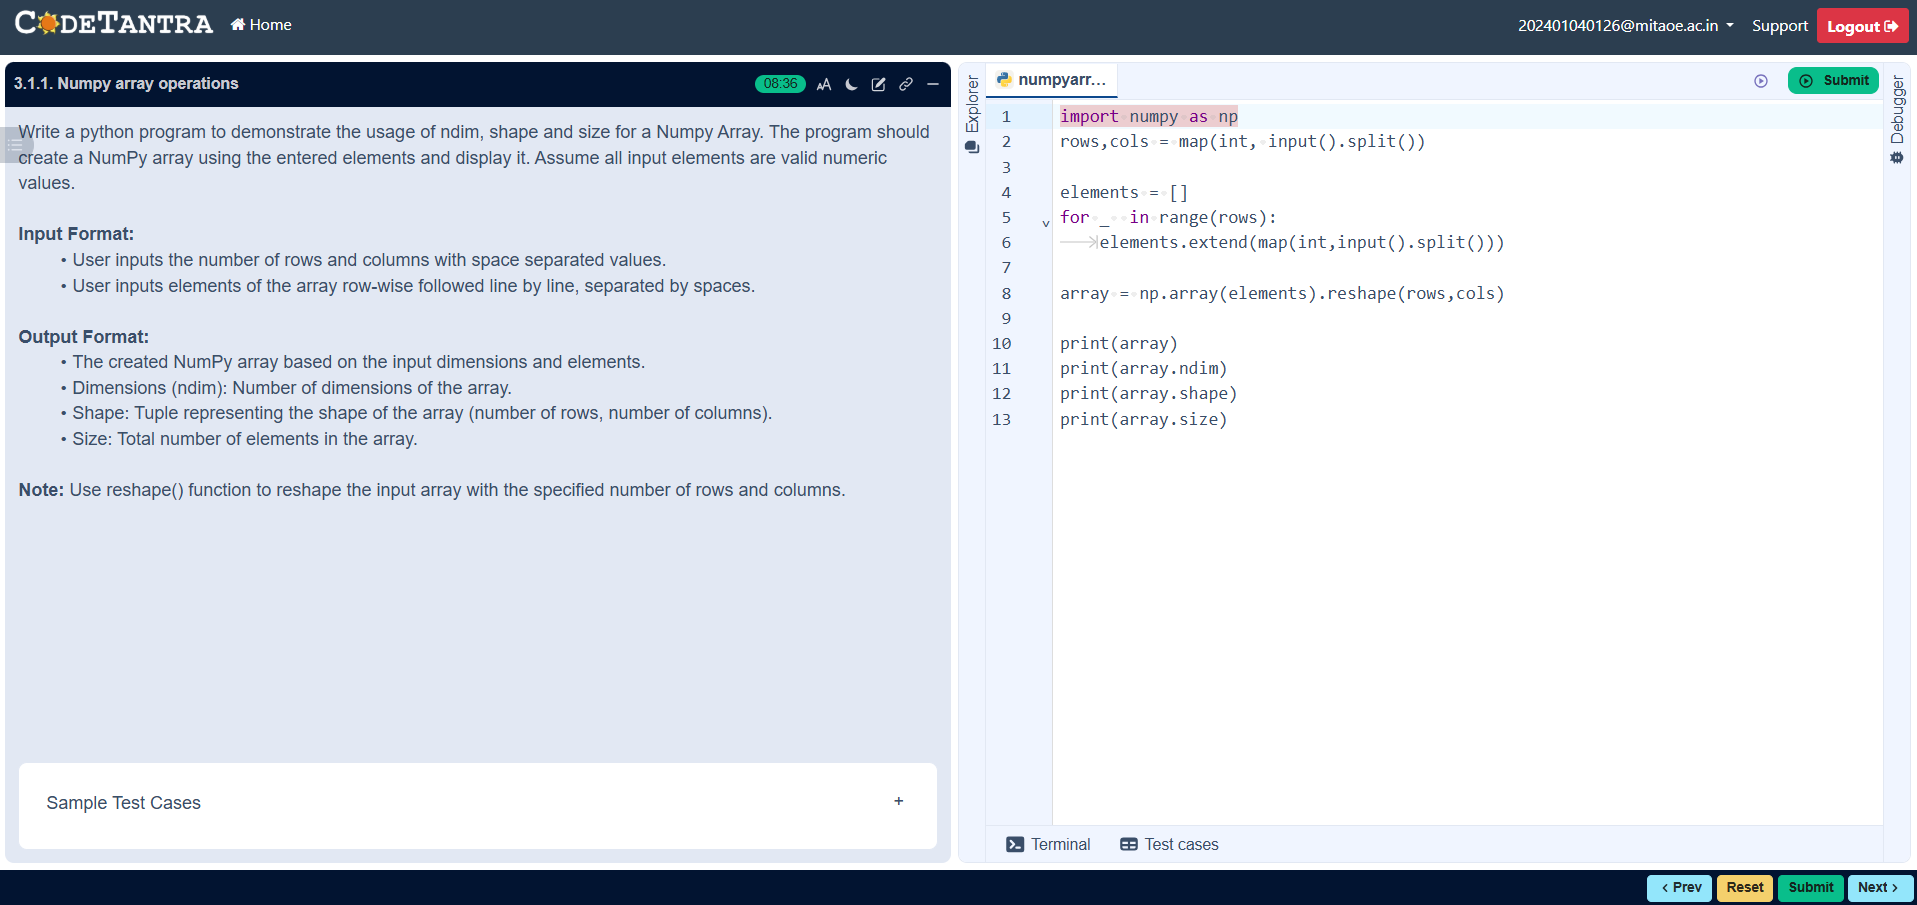 CODETANTRA
Home
202401040126@mitaoe.ac.in
Support
Logout
3.1.1. Numpy array operations
08:36
Write a python program to demonstrate the usage of ndim, shape and size for a Numpy Array. The program should
create a NumPy array using the entered elements and display it. Assume all input elements are valid numeric
values.
Input Format:
• User inputs the number of rows and columns with space separated values.
• User inputs elements of the array row-wise followed line by line, separated by spaces.
Output Format:
• The created NumPy array based on the input dimensions and elements.
• Dimensions (ndim): Number of dimensions of the array.
• Shape: Tuple representing the shape of the array (number of rows, number of columns).
• Size: Total number of elements in the array.
Note: Use reshape() function to reshape the input array with the specified number of rows and columns.
Sample Test Cases
+
Explorer
numpyarr...
Submit
Debugger
1 import numpy as np
2 rows,cols = map(int, input().split())
3
4 elements = []
5 for _  in range(rows):
6 elements.extend(map(int,input().split()))
7
8 array = np.array(elements).reshape(rows,cols)
9
10 print(array)
11 print(array.ndim)
12 print(array.shape)
13 print(array.size)
Terminal
Test cases
< Prev
Reset
Submit
Next >